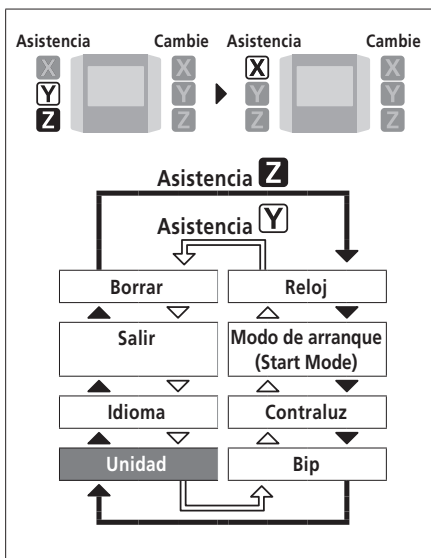 Asistencia Cambie Asistencia Cambie
X X X X
Y Y Y Y
Z Z Z Z
Asistencia Z
Asistencia Y
Borrar Reloj
Salir Modo de arranque
(Start Mode)
Idioma Contraluz
Unidad Bip